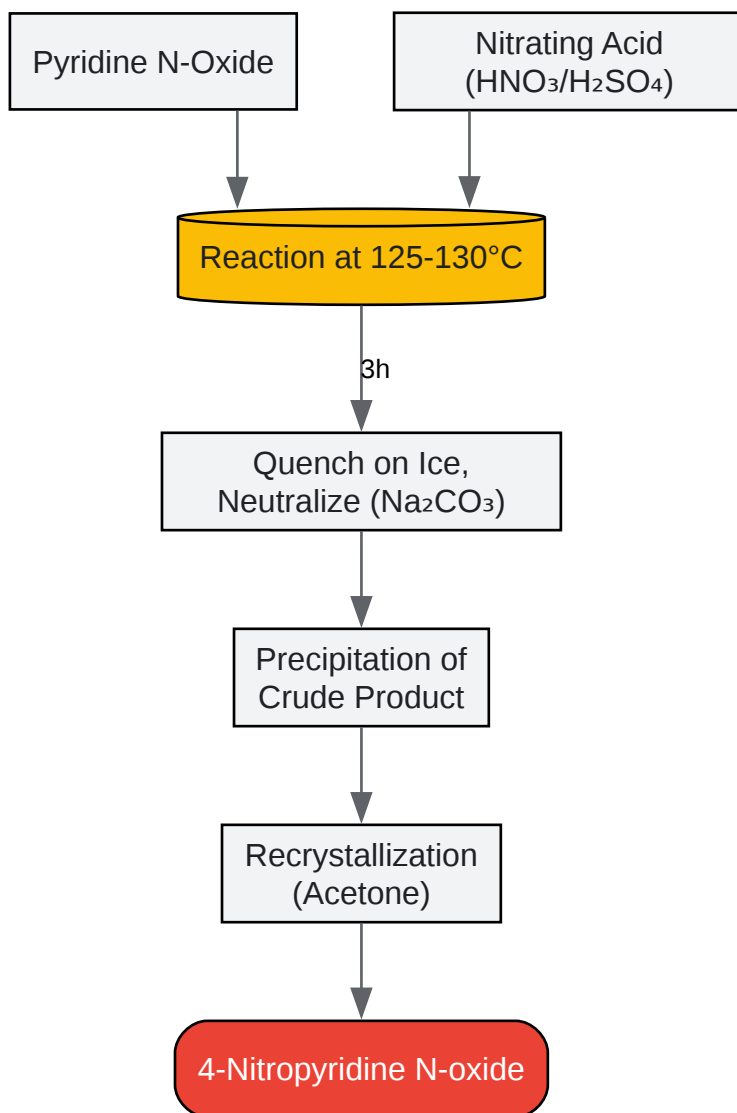 Pyridine N-Oxide
Nitrating Acid
(HNO₃/H₂SO₄)
Reaction at 125-130°C
3h
Quench on Ice,
Neutralize (Na₂CO₃)
Precipitation of
Crude Product
Recrystallization
(Acetone)
4-Nitropyridine N-oxide